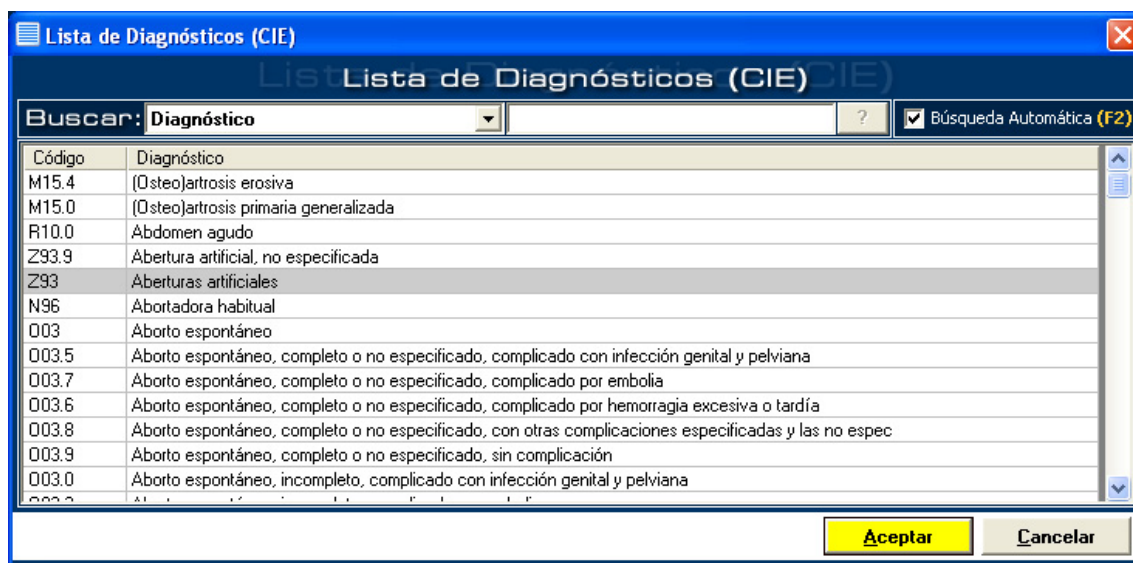 Lista de Diagnósticos (CIE)
Lista de Diagnósticos (CIE)
Buscar: Diagnóstico ? Búsqueda Automática (F2)
Código Diagnóstico
M15.4 (Osteo)artrosis erosiva
M15.0 (Osteo)artrosis primaria generalizada
R10.0 Abdomen agudo
Z93.9 Abertura artificial, no especificada
Z93 Aberturas artificiales
N96 Abortadora habitual
O03 Aborto espontáneo
O03.5 Aborto espontáneo, completo o no especificado, complicado con infección genital y pelviana
O03.7 Aborto espontáneo, completo o no especificado, complicado por embolia
O03.6 Aborto espontáneo, completo o no especificado, complicado por hemorragia excesiva o tardía
O03.8 Aborto espontáneo, completo o no especificado, con otras complicaciones especificadas y las no espec
O03.9 Aborto espontáneo, completo o no especificado, sin complicación
O03.0 Aborto espontáneo, incompleto, complicado con infección genital y pelviana
Aceptar Cancelar